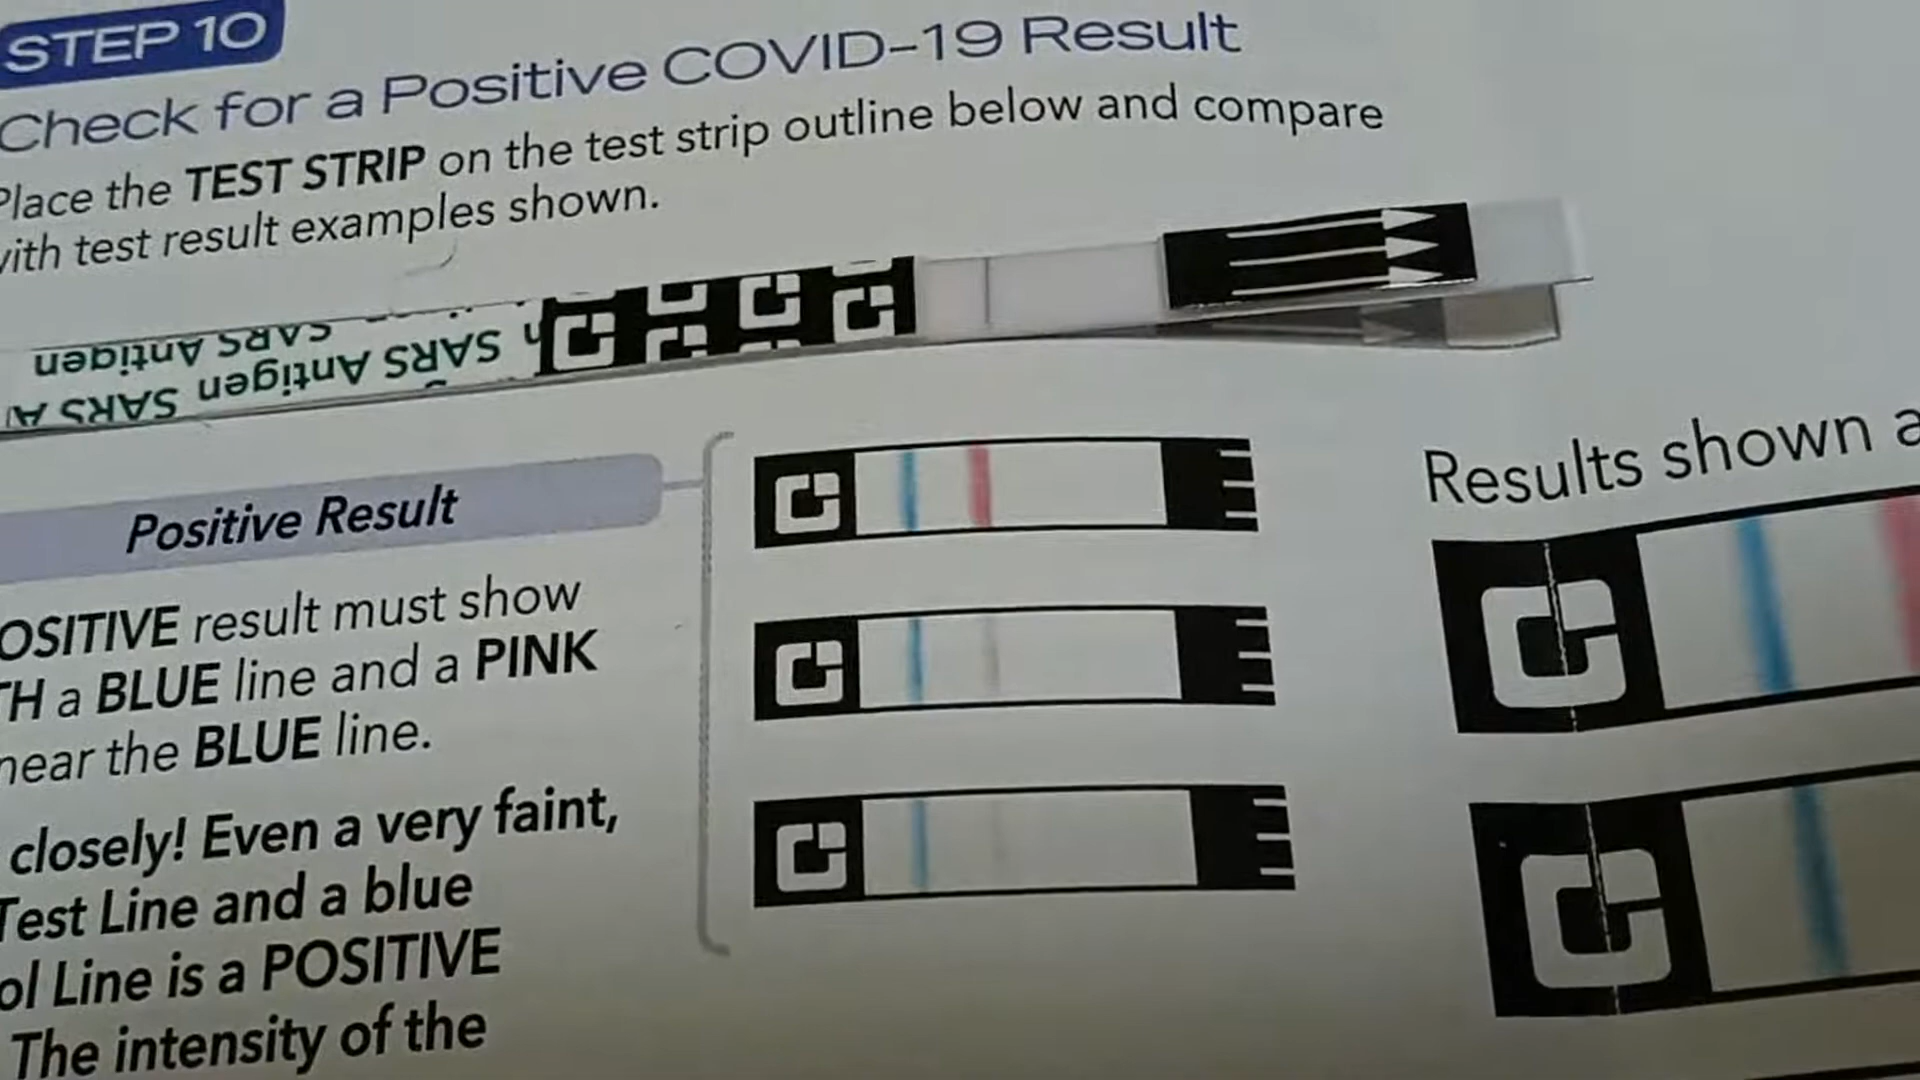 STEP 10
Check for a Positive COVID-19 Result
Place the TEST STRIP on the test strip outline below and compare
with test result examples shown.
SARS Antigen
SARS Antigen SARS
Positive Result
POSITIVE result must show
a BLUE line and a PINK
near the BLUE line.
closely! Even a very faint,
Test Line and a blue
Line is a POSITIVE
The intensity of the
Results shown